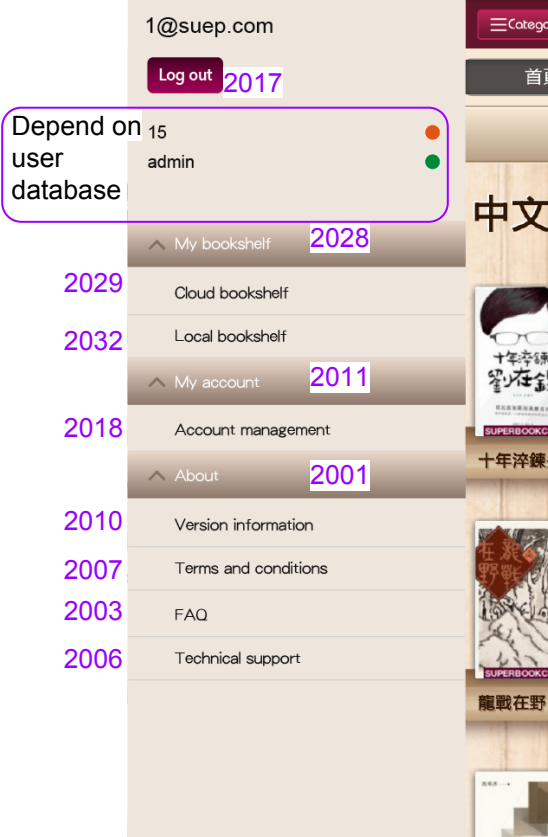 1@suep.com
Log out
2017
Depend on
user
database
15
admin
My bookshelf
2028
2029
Cloud bookshelf
2032
Local bookshelf
My account
2011
2018
Account management
About
2001
2010
Version information
2007
Terms and conditions
2003
FAQ
2006
Technical support
Catego
首頁
中文
十年淬鍊
劉在錫
SUPERBOOKC
十年淬鍊
龍戰
在野
SUPERBOOKC
龍戰在野